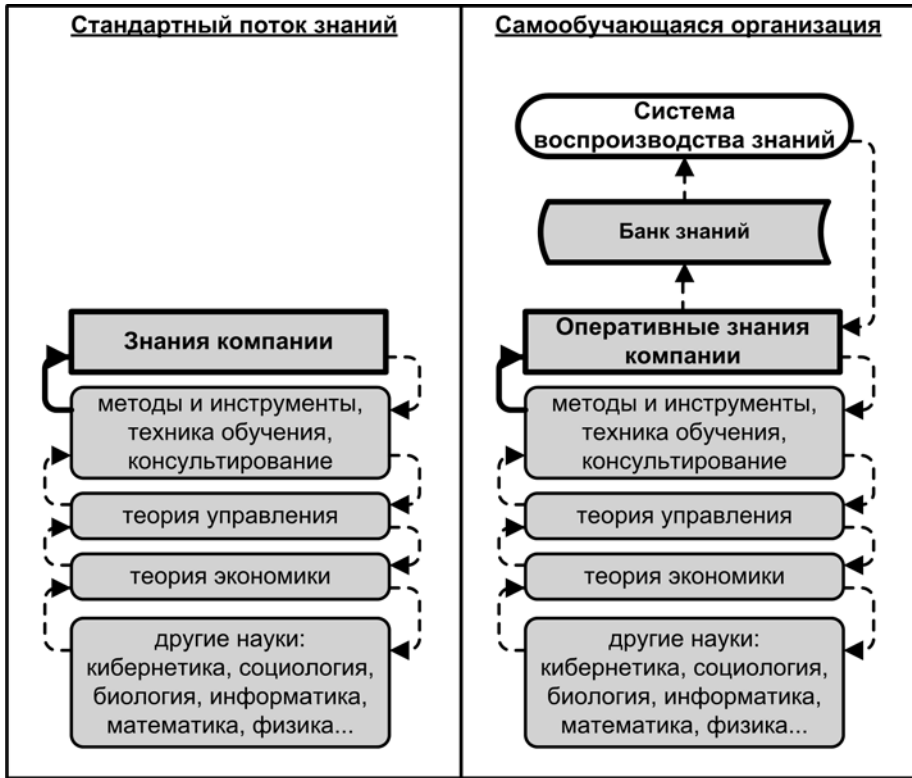 Стандартный поток знаний
Знания компании
методы и инструменты,
техника обучения,
консультирование
теория управления
теория экономики
другие науки:
кибернетика, социология,
биология, информатика,
математика, физика...
Самообучающаяся организация
Система
воспроизводства знаний
Банк знаний
Оперативные знания
компании
методы и инструменты,
техника обучения,
консультирование
теория управления
теория экономики
другие науки:
кибернетика, социология,
биология, информатика,
математика, физика...